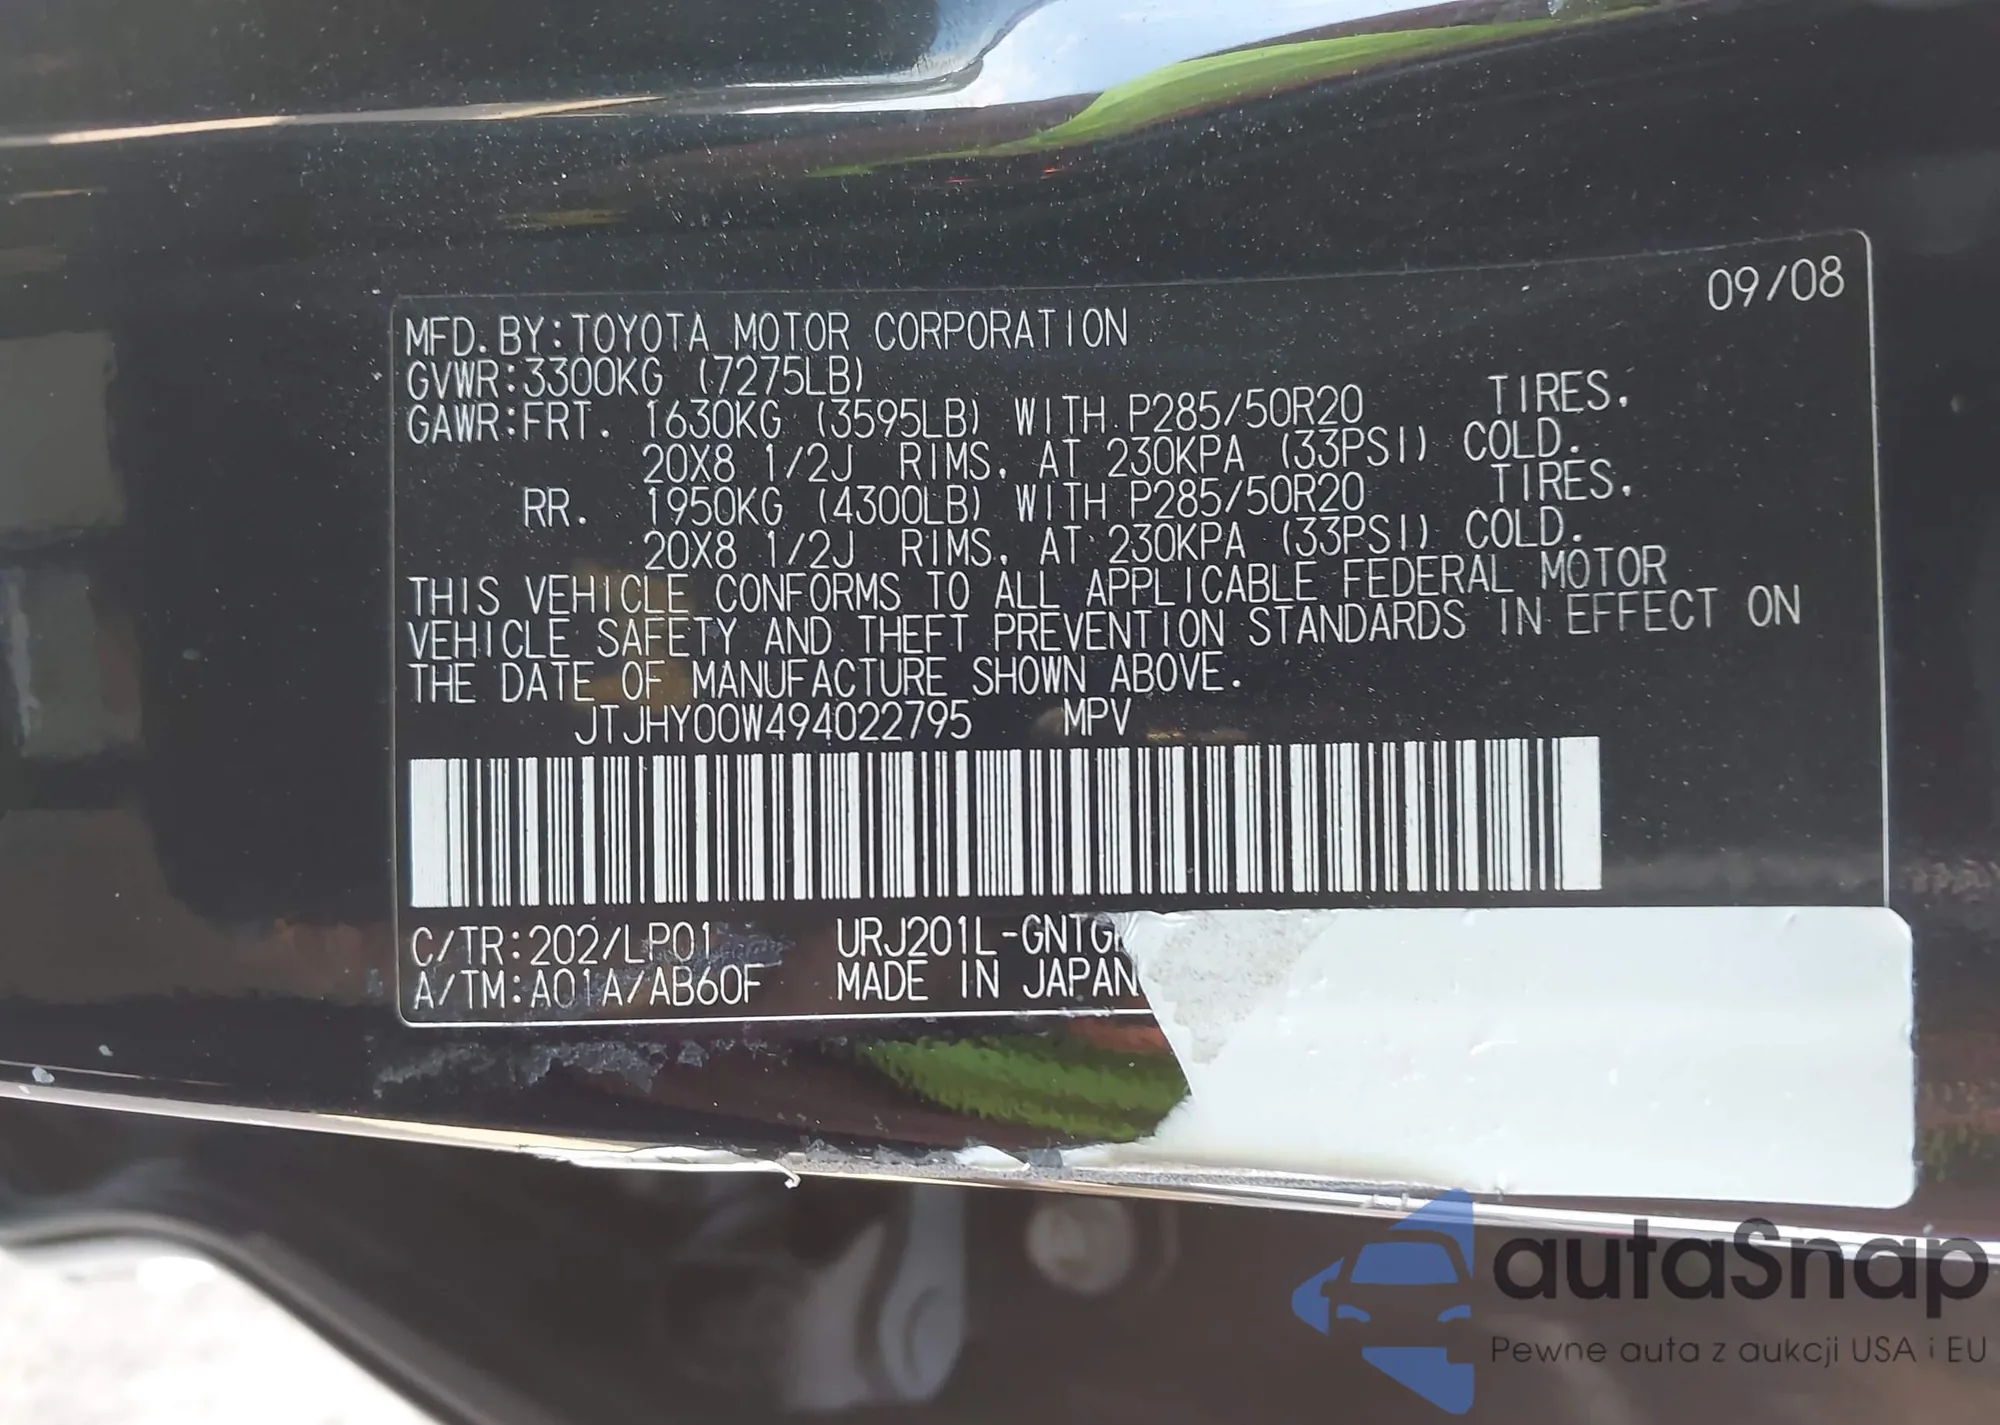 09/08
MFD. BY:TOYOTA MOTOR CORPORATION
GVWR:3300KG (7275LB)
GAWR:FRT. 1630KG (3595LB) WITH P285/50R20 TIRES.
20X8 1/2J RIMS, AT 230KPA (33PSI) COLD.
RR. 1950KG (4300LB) WITH P285/50R20 TIRES.
20X8 1/2J RIMS, AT 230KPA (33PSI) COLD.
THIS VEHICLE CONFORMS TO ALL APPLICABLE FEDERAL MOTOR
VEHICLE SAFETY AND THEFT PREVENTION STANDARDS IN EFFECT ON
THE DATE OF MANUFACTURE SHOWN ABOVE.
JTJHY00W494022795 MPV
C/TR:202/LP01 URJ201L-GNTG
A/TM:A01A/AB60F MADE IN JAPAN
autaSnap
Pewne auta z aukcji USA i EU